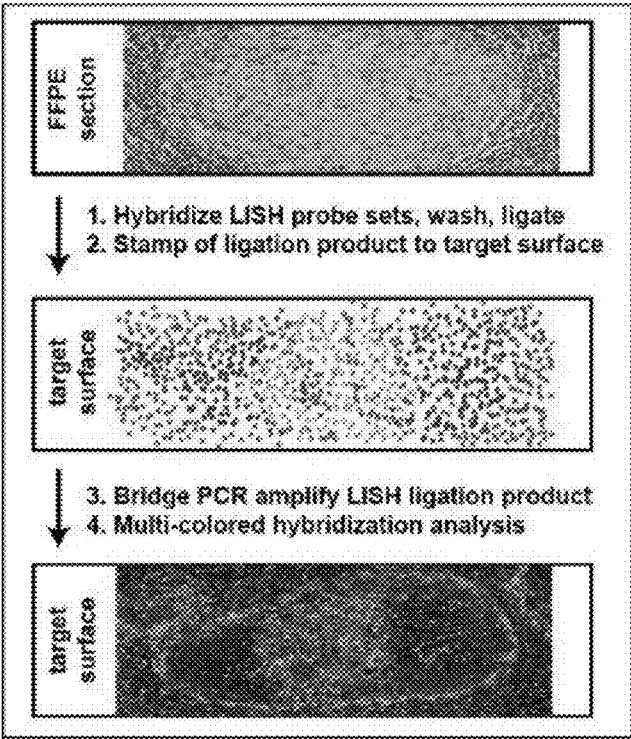 FFPE
section
1. Hybridize LISH probe sets, wash, ligate
2. Stamp of ligation product to target surface
target
surface
3. Bridge PCR amplify LISH ligation product
4. Multi-colored hybridization analysis
target
surface